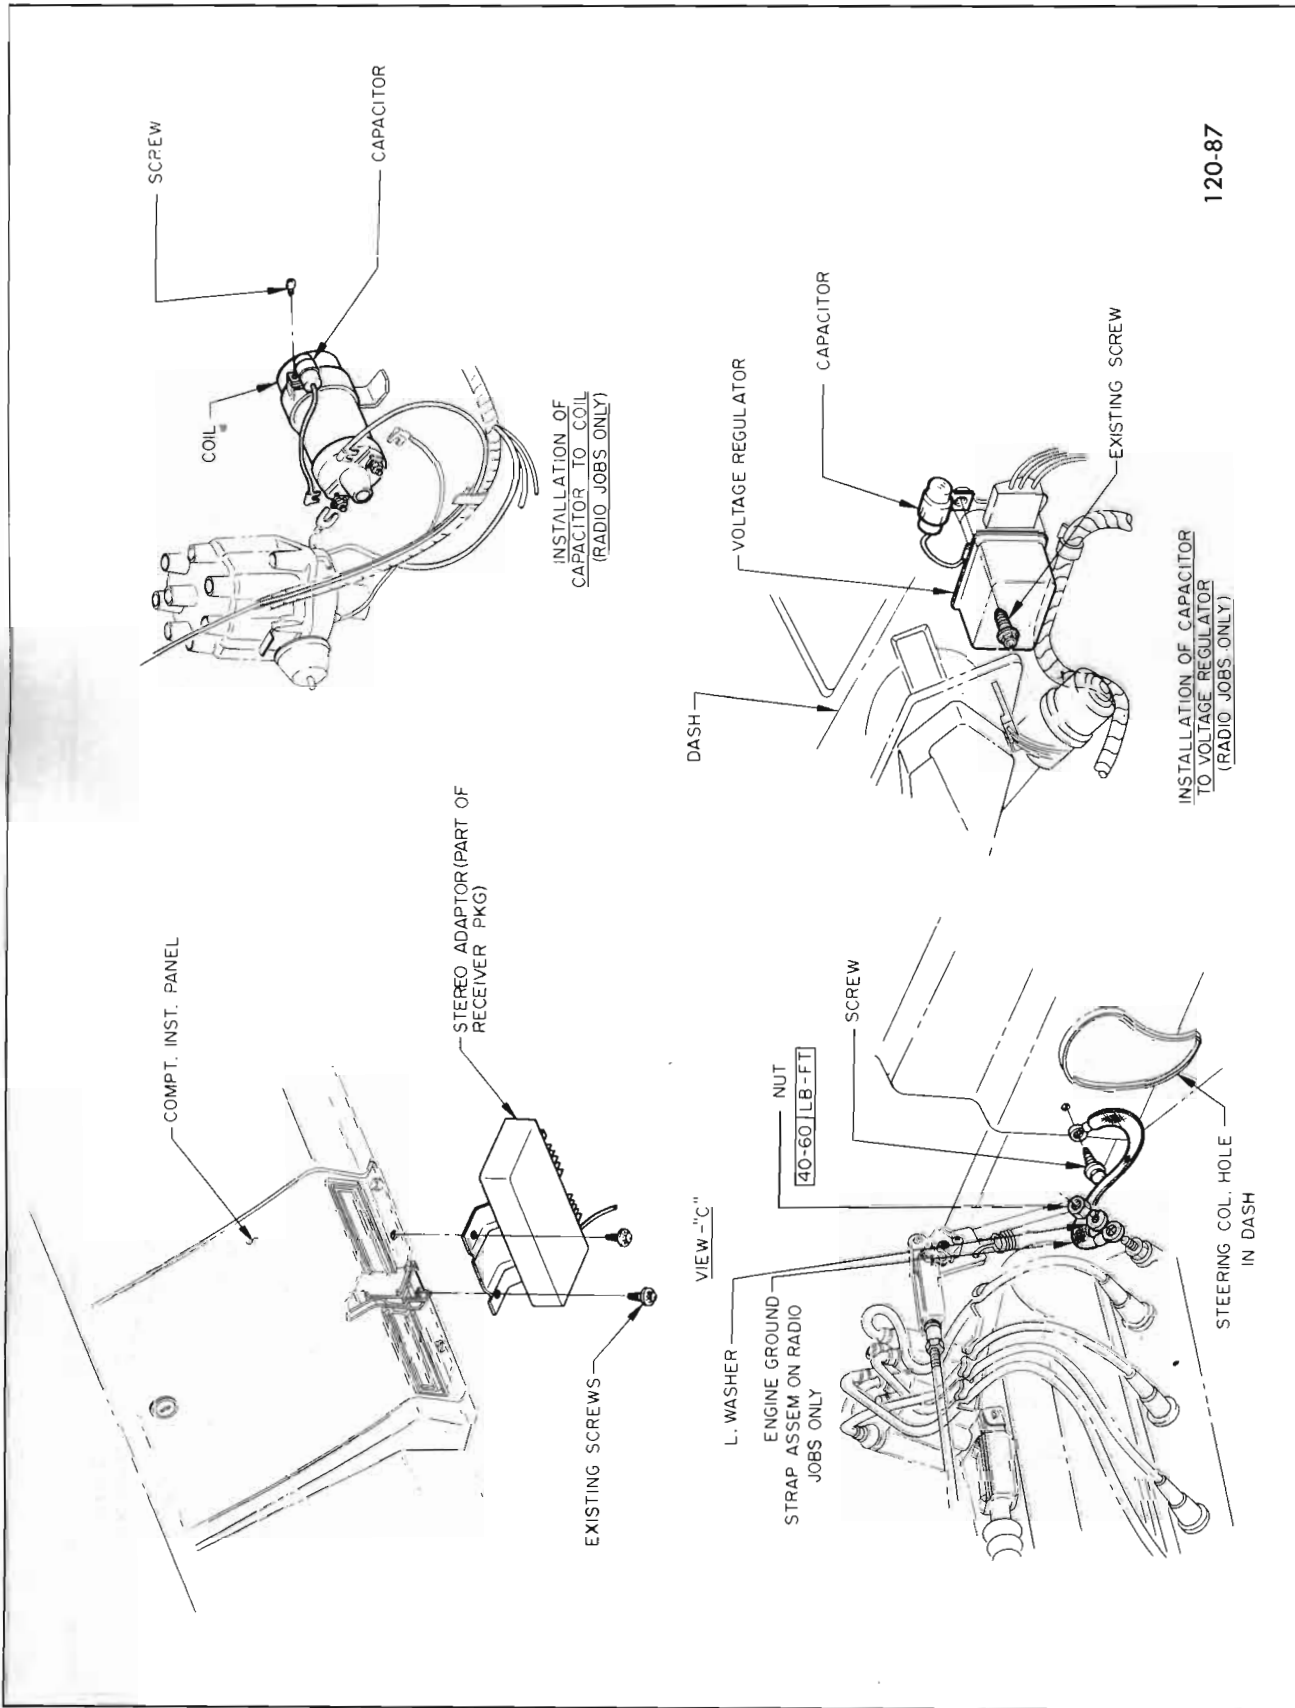 COMPT. INST. PANEL
STEREO ADAPTOR(PART OF
RECEIVER PKG)
EXISTING SCREWS
VIEW-"C"
SCREW
COIL
CAPACITOR
INSTALLATION OF
CAPACITOR TO COIL
(RADIO JOBS ONLY)
L. WASHER
ENGINE GROUND
STRAP ASSEM ON RADIO
JOBS ONLY
NUT
40-60 LB-FT
SCREW
STEERING COL. HOLE
IN DASH
DASH
VOLTAGE REGULATOR
CAPACITOR
EXISTING SCREW
INSTALLATION OF CAPACITOR
TO VOLTAGE REGULATOR
(RADIO JOBS ONLY)
120-87